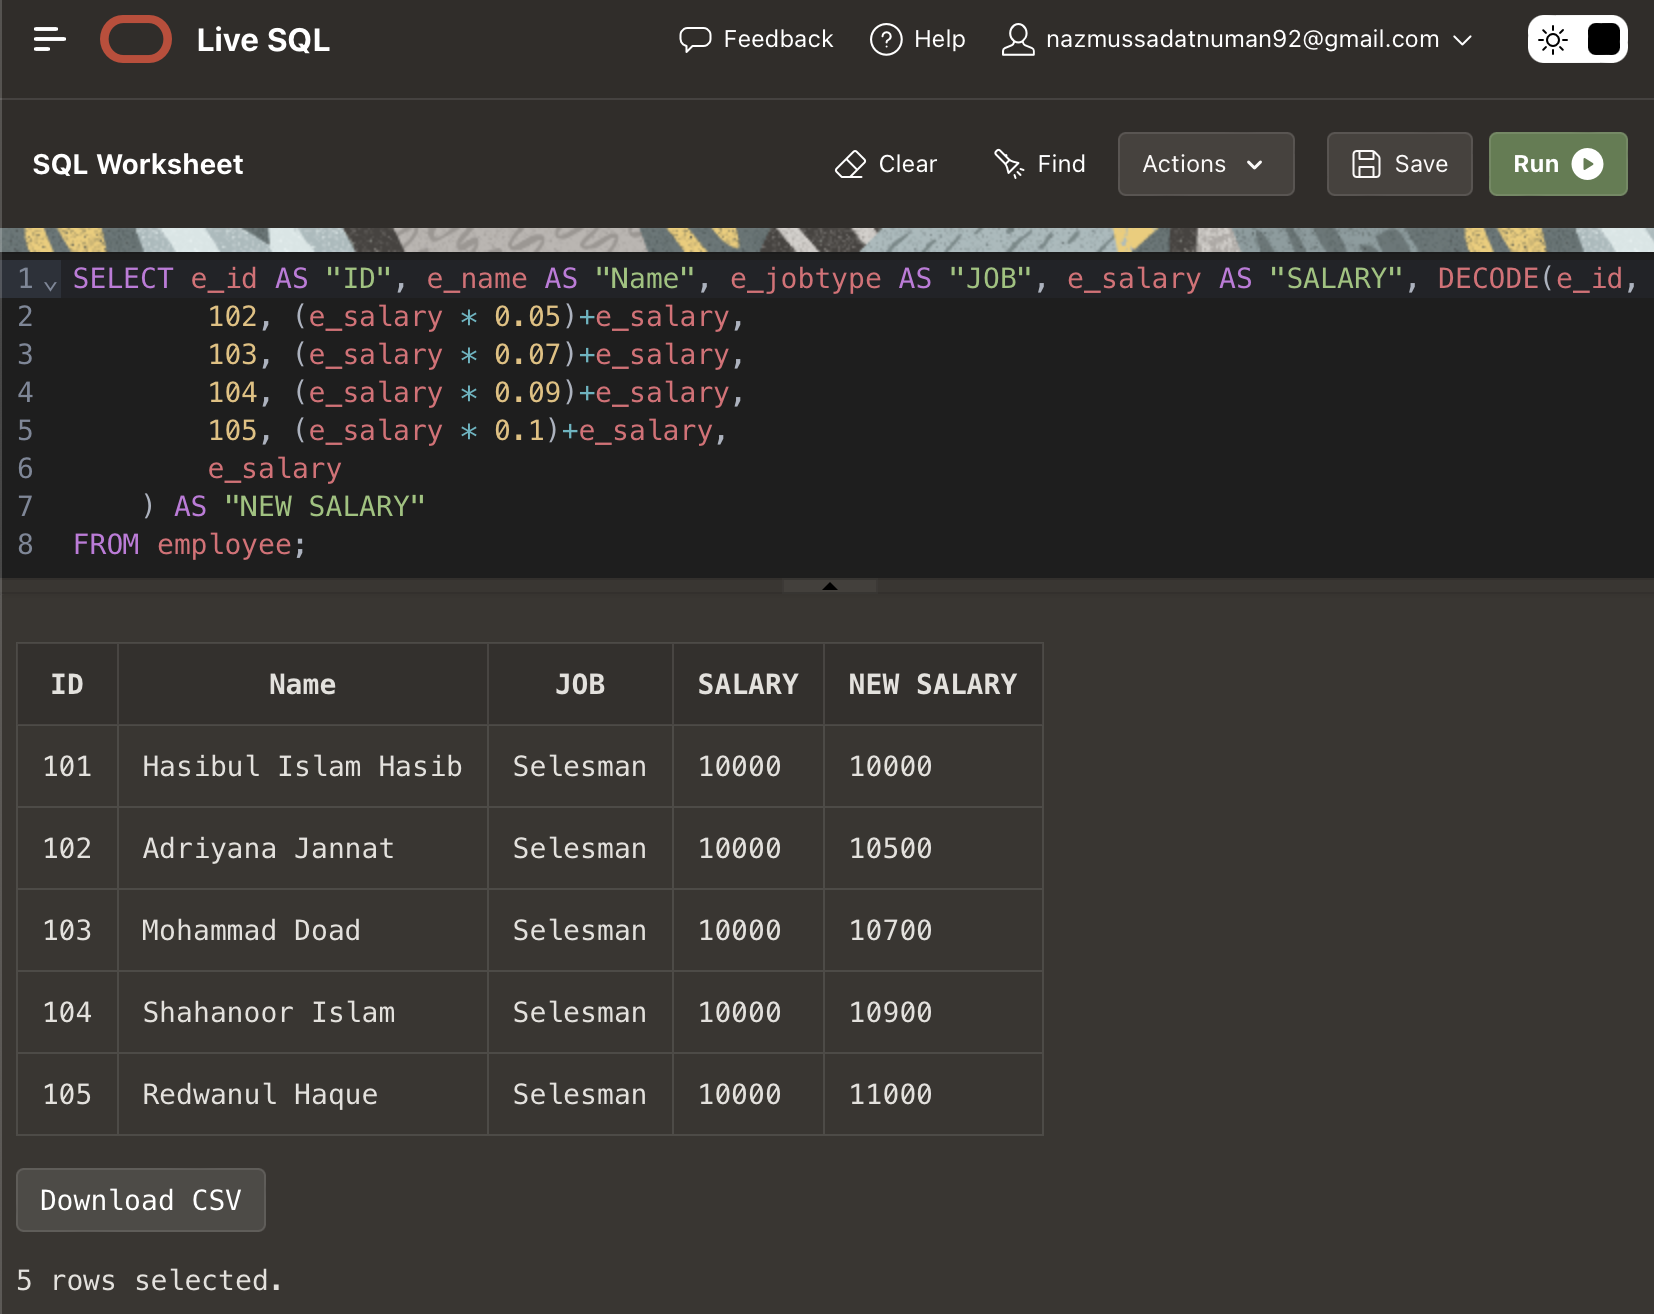 Live SQL Feedback Help nazmussadatnuman92@gmail.com
SQL Worksheet Clear Find Actions Save Run
1 SELECT e_id AS "ID", e_name AS "Name", e_jobtype AS "JOB", e_salary AS "SALARY", DECODE(e_id,
2 102, (e_salary * 0.05)+e_salary,
3 103, (e_salary * 0.07)+e_salary,
4 104, (e_salary * 0.09)+e_salary,
5 105, (e_salary * 0.1)+e_salary,
6 e_salary
7 ) AS "NEW SALARY"
8 FROM employee;
ID Name JOB SALARY NEW SALARY
101 Hasibul Islam Hasib Selesman 10000 10000
102 Adriyana Jannat Selesman 10000 10500
103 Mohammad Doad Selesman 10000 10700
104 Shahanoor Islam Selesman 10000 10900
105 Redwanul Haque Selesman 10000 11000
Download CSV
5 rows selected.